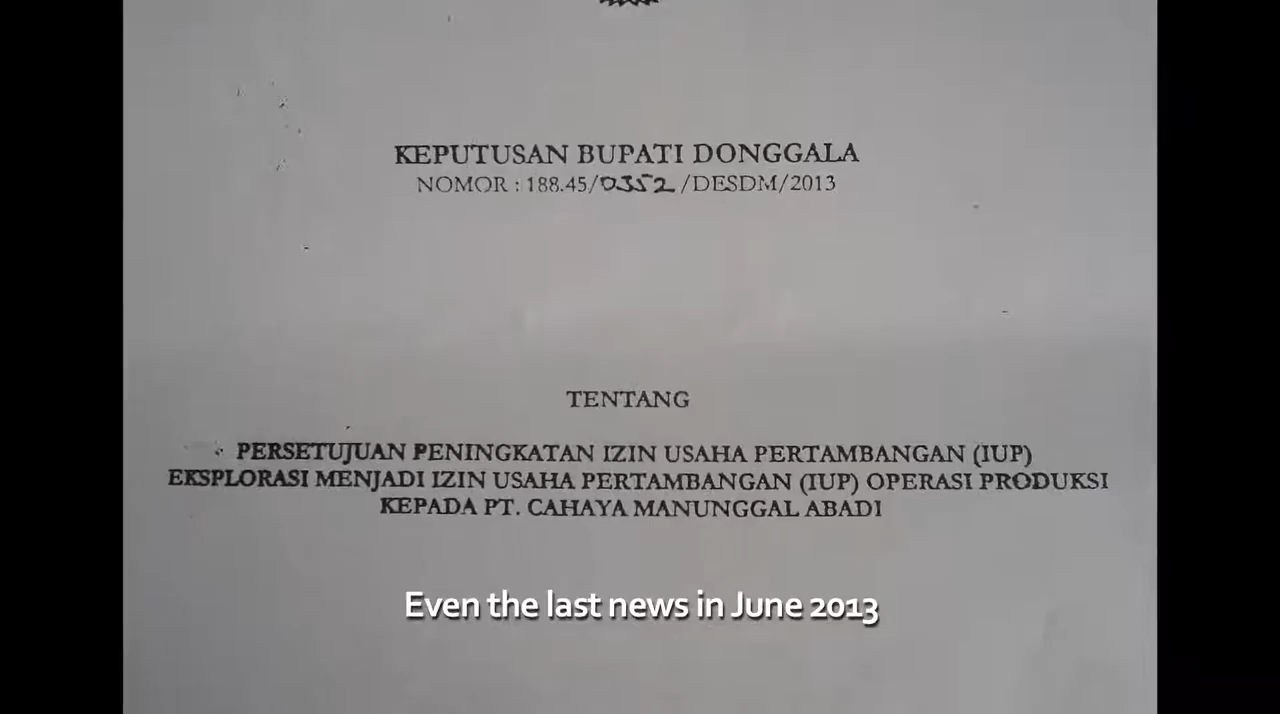 KEPUTUSAN BUPATI DONGGALA
NOMOR : 188.45/0352/DESDM/2013
TENTANG
PERSETUJUAN PENINGKATAN IZIN USAHA PERTAMBANGAN (IUP)
EKSPLORASI MENJADI IZIN USAHA PERTAMBANGAN (IUP) OPERASI PRODUKSI
KEPADA PT. CAHAYA MANUNGGAL ABADI
Even the last news in June 2013